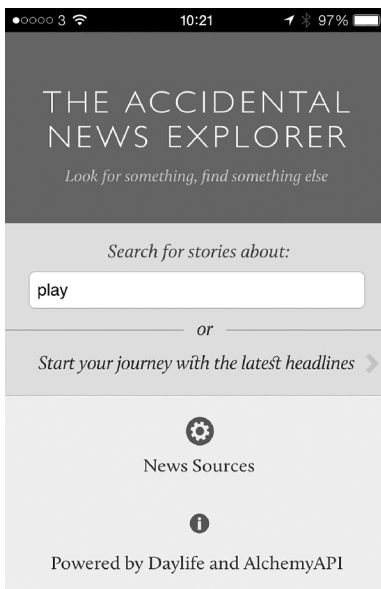 3 10:21 97%
THE ACCIDENTAL
NEWS EXPLORER
Look for something, find something else
Search for stories about:
play
or
Start your journey with the latest headlines
News Sources
Powered by Daylife and AlchemyAPI